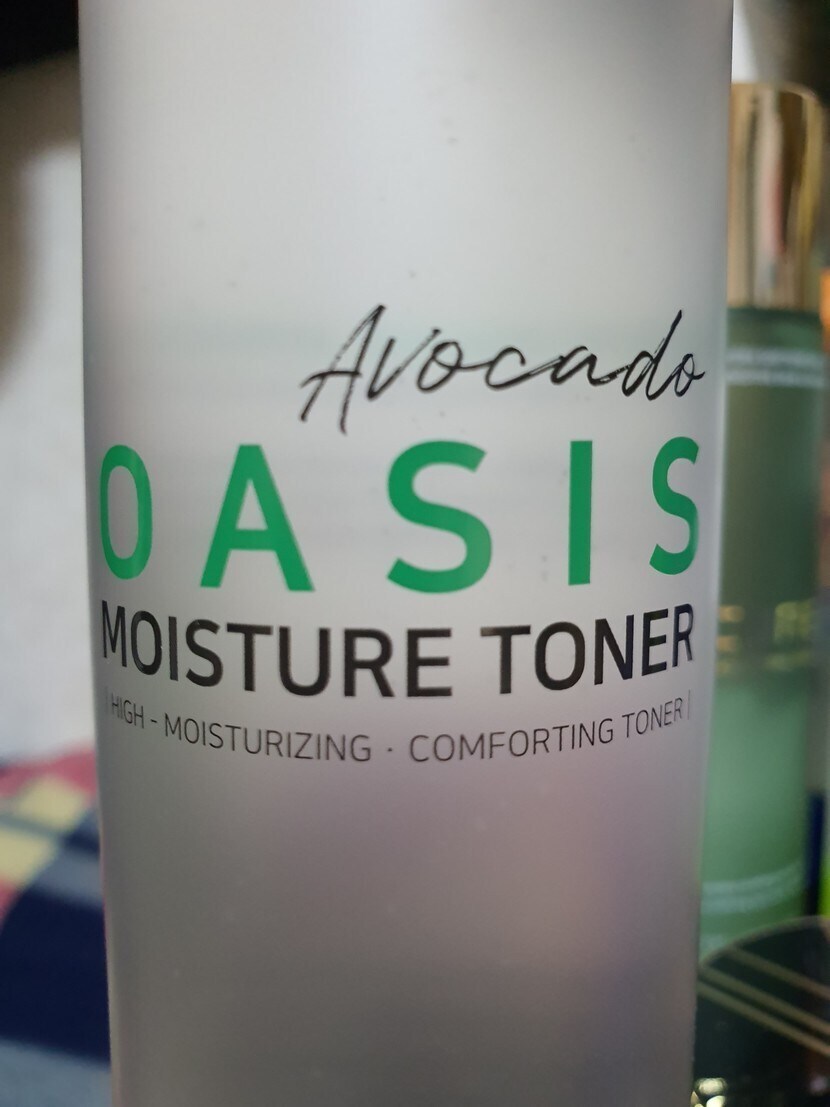 Avocado
OASIS
MOISTURE TONER
| HIGH - MOISTURIZING · COMFORTING TONER |